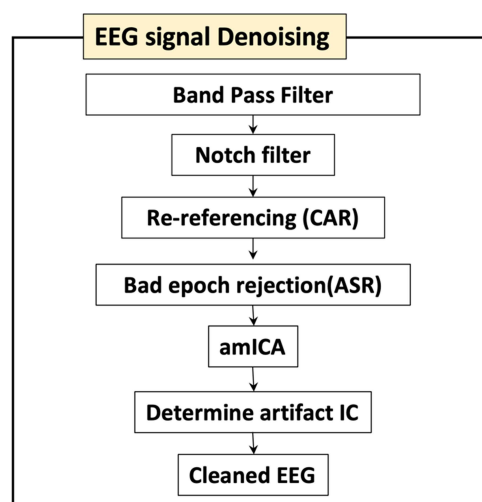 EEG signal Denoising
Band Pass Filter
Notch filter
Re-referencing (CAR)
Bad epoch rejection(ASR)
amICA
Determine artifact IC
Cleaned EEG